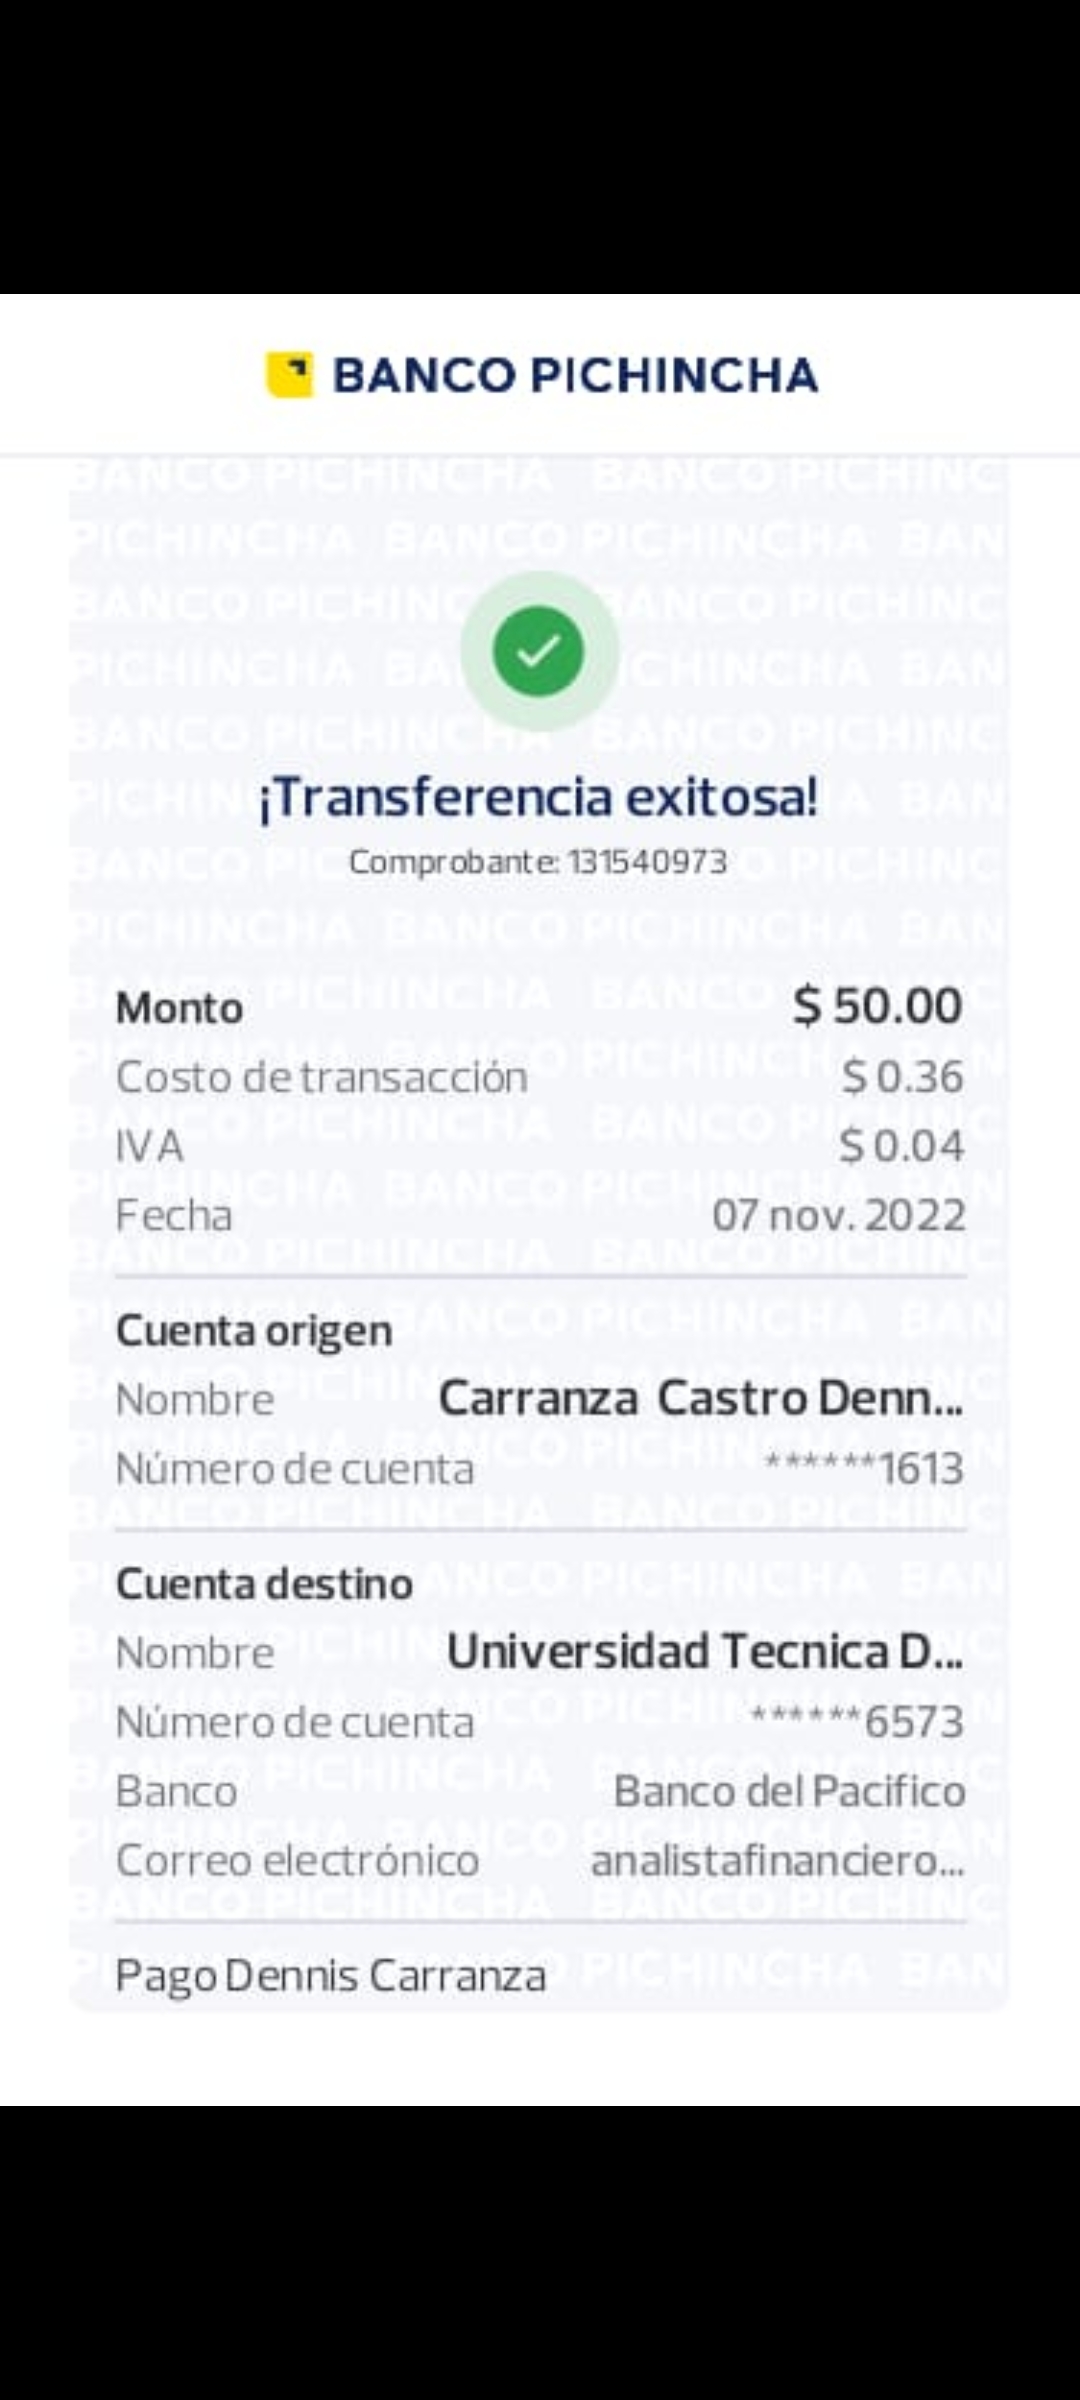 BANCO PICHINCHA
¡Transferencia exitosa!
Comprobante: 131540973
Monto $ 50.00
Costo de transacción $ 0.36
IVA $ 0.04
Fecha 07 nov. 2022
Cuenta origen
Nombre Carranza Castro Denn...
Número de cuenta ******1613
Cuenta destino
Nombre Universidad Tecnica D...
Número de cuenta ******6573
Banco Banco del Pacifico
Correo electrónico analistafinanciero...
Pago Dennis Carranza